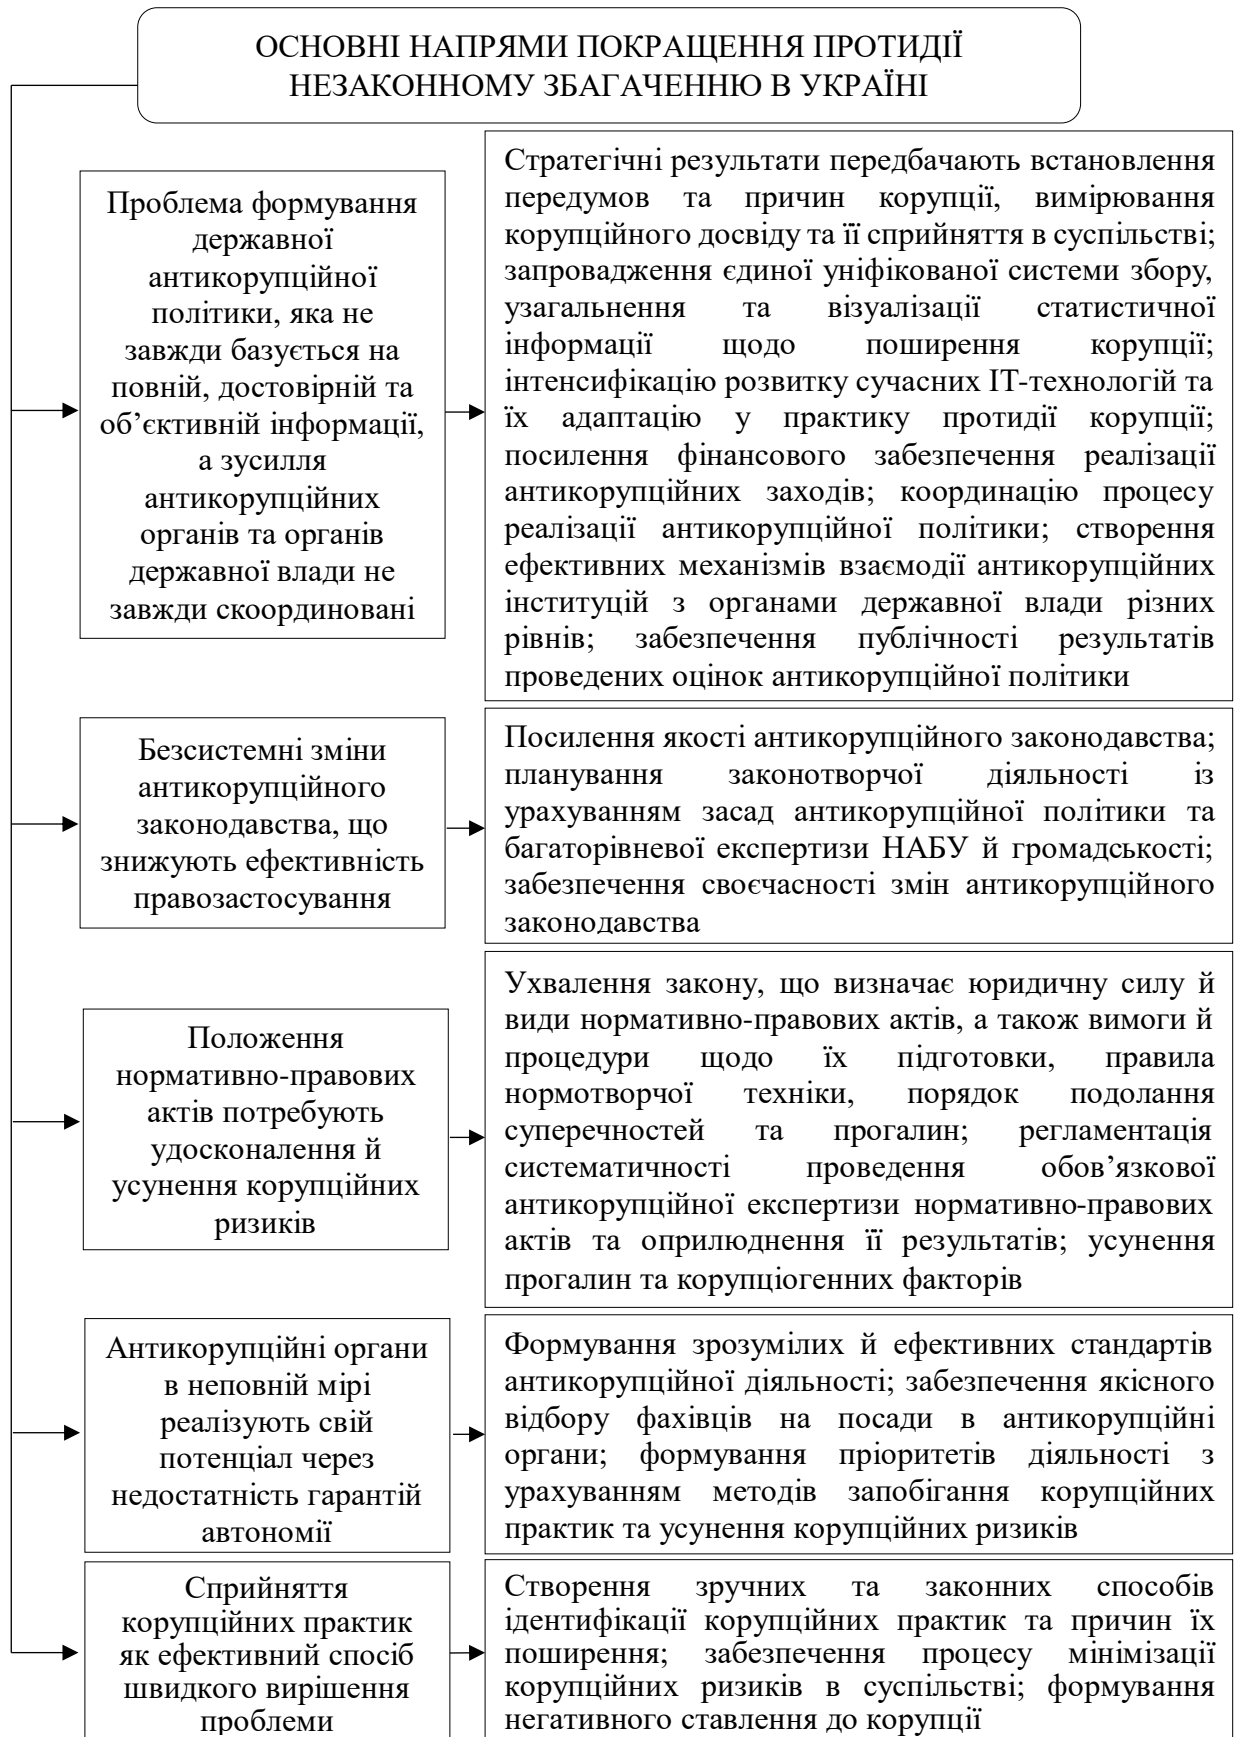 ОСНОВНІ НАПРЯМИ ПОКРАЩЕННЯ ПРОТИДІЇ
НЕЗАКОННОМУ ЗБАГАЧЕННЮ В УКРАЇНІ
Проблема формування
державної
антикорупційної
політики, яка не
завжди базується на
повній, достовірній та
об’єктивній інформації,
а зусилля
антикорупційних
органів та органів
державної влади не
завжди скоординовані
Стратегічні результати передбачають встановлення
передумов та причин корупції, вимірювання
корупційного досвіду та її сприйняття в суспільстві;
запровадження єдиної уніфікованої системи збору,
узагальнення та візуалізації статистичної
інформації щодо поширення корупції;
інтенсифікацію розвитку сучасних ІТ-технологій та
їх адаптацію у практику протидії корупції;
посилення фінансового забезпечення реалізації
антикорупційних заходів; координацію процесу
реалізації антикорупційної політики; створення
ефективних механізмів взаємодії антикорупційних
інституцій з органами державної влади різних
рівнів; забезпечення публічності результатів
проведених оцінок антикорупційної політики
Безсистемні зміни
антикорупційного
законодавства, що
знижують ефективність
правозастосування
Посилення якості антикорупційного законодавства;
планування законотворчої діяльності із
урахуванням засад антикорупційної політики та
багаторівневої експертизи НАБУ й громадськості;
забезпечення своєчасності змін антикорупційного
законодавства
Положення
нормативно-правових
актів потребують
удосконалення й
усунення корупційних
ризиків
Ухвалення закону, що визначає юридичну силу й
види нормативно-правових актів, а також вимоги й
процедури щодо їх підготовки, правила
нормотворчої техніки, порядок подолання
суперечностей та прогалин; регламентація
систематичності проведення обов’язкової
антикорупційної експертизи нормативно-правових
актів та оприлюднення її результатів; усунення
прогалин та корупціогенних факторів
Антикорупційні органи
в неповній мірі
реалізують свій
потенціал через
недостатність гарантій
автономії
Формування зрозумілих й ефективних стандартів
антикорупційної діяльності; забезпечення якісного
відбору фахівців на посади в антикорупційні
органи; формування пріоритетів діяльності з
урахуванням методів запобігання корупційних
практик та усунення корупційних ризиків
Сприйняття
корупційних практик
як ефективний спосіб
швидкого вирішення
проблеми
Створення зручних та законних способів
ідентифікації корупційних практик та причин їх
поширення; забезпечення процесу мінімізації
корупційних ризиків в суспільстві; формування
негативного ставлення до корупції